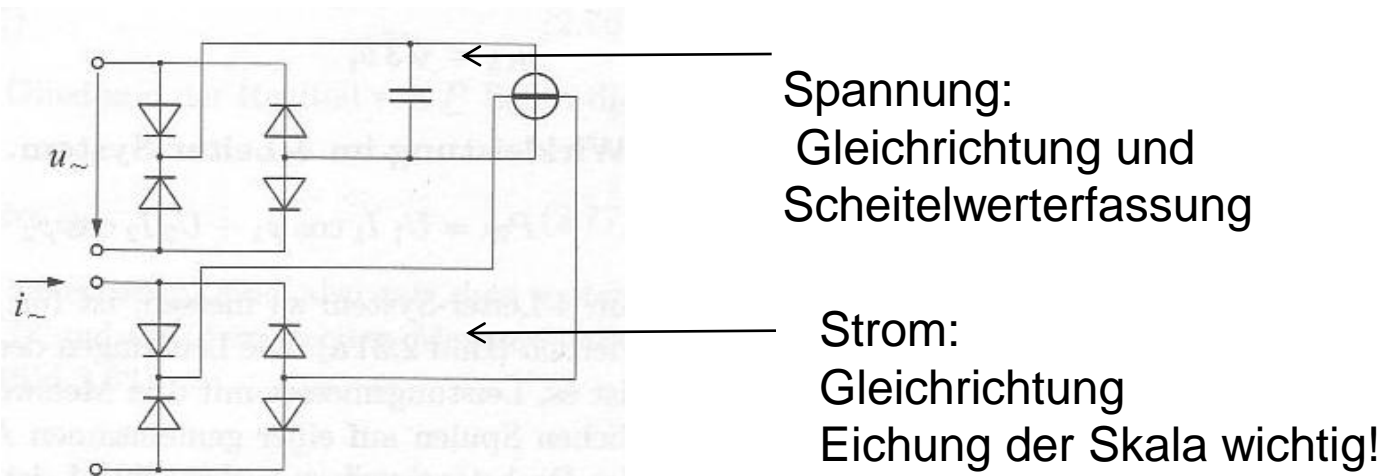 Spannung:
Gleichrichtung und
Scheitelwerterfassung
u~
i~
Strom:
Gleichrichtung
Eichung der Skala wichtig!